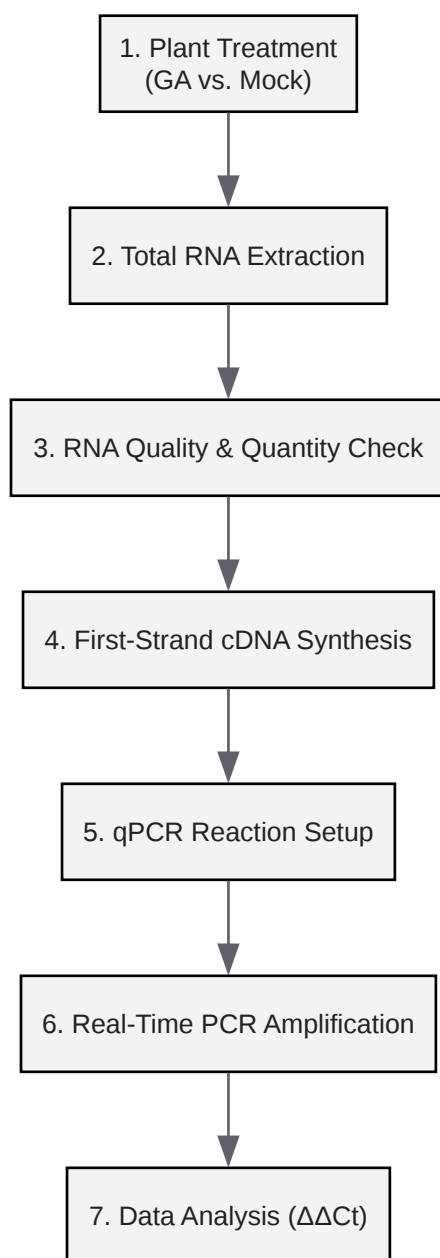 1. Plant Treatment
(GA vs. Mock)
2. Total RNA Extraction
3. RNA Quality & Quantity Check
4. First-Strand cDNA Synthesis
5. qPCR Reaction Setup
6. Real-Time PCR Amplification
7. Data Analysis (ΔΔCt)